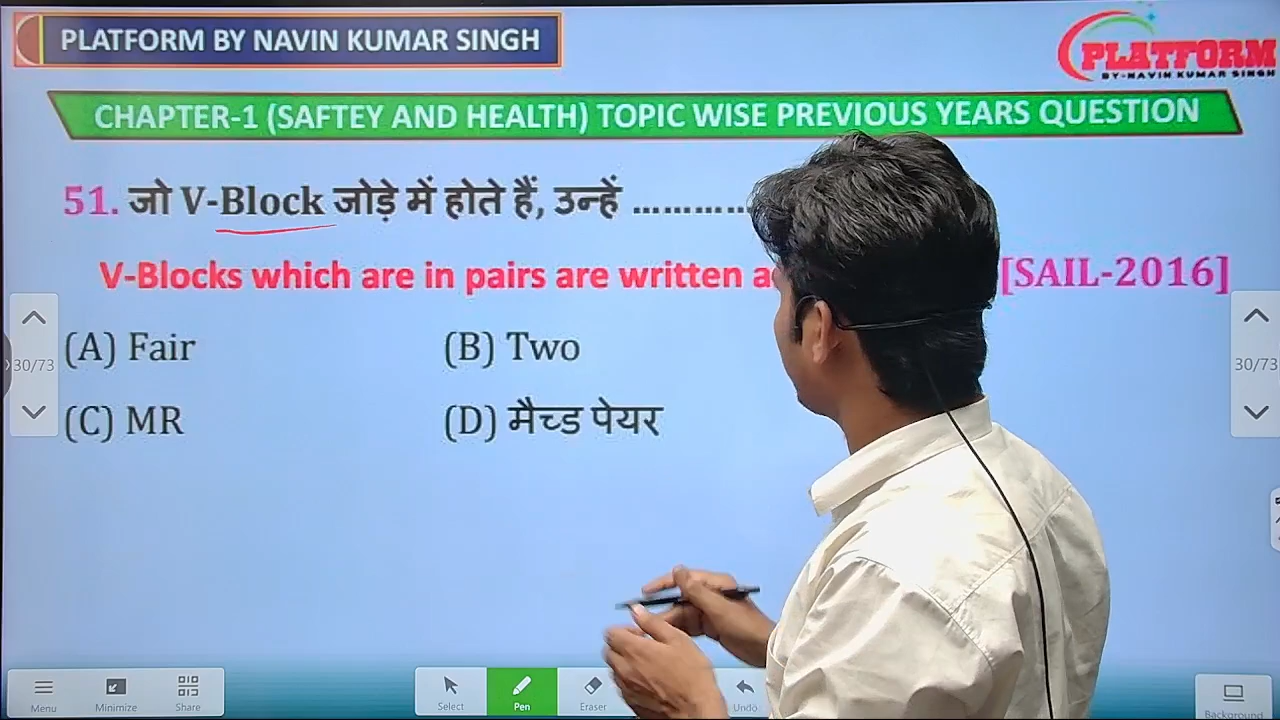 PLATFORM BY NAVIN KUMAR SINGH
PLATFORM
BY-NAVIN KUMAR SINGH
CHAPTER-1 (SAFTEY AND HEALTH) TOPIC WISE PREVIOUS YEARS QUESTION
51. जो V-Block जोड़े में होते हैं, उन्हें ............
V-Blocks which are in pairs are written [SAIL-2016]
(A) Fair (B) Two
(C) MR (D) मैच्ड पेयर
30/73
30/73
Menu Minimize Share Select Pen Eraser Undo Background